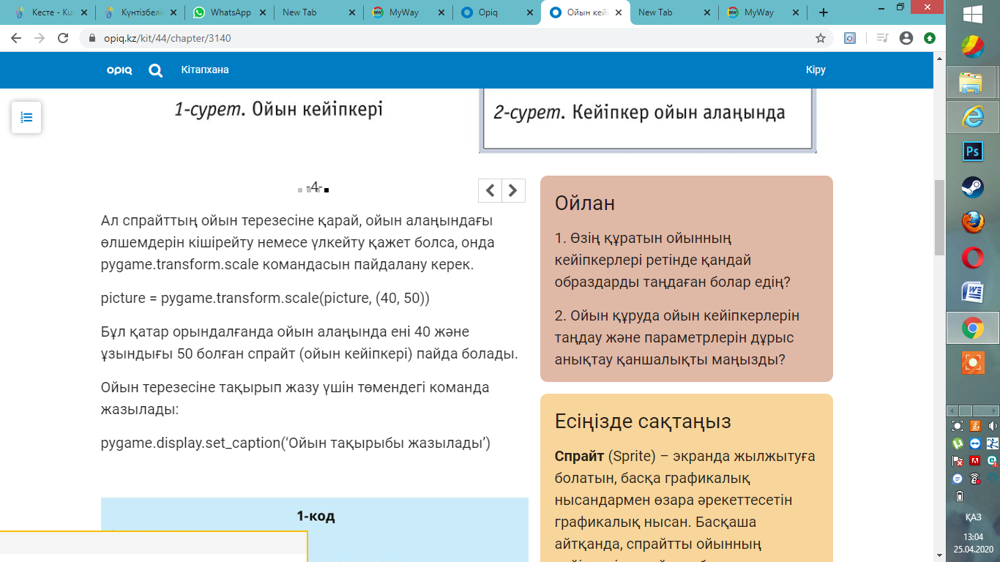 Кесте - Ku
Күнтізбелі
WhatsApp
New Tab
MyWay
Opiq
Ойын кей
New Tab
MyWay
opiq.kz/kit/44/chapter/3140
opiq
Кітапхана
Кіру
1-сурет. Ойын кейіпкері
2-сурет. Кейіпкер ойын алаңында
-4-
Ал спрайттың ойын терезесіне қарай, ойын алаңындағы
өлшемдерін кішірейту немесе үлкейту қажет болса, онда
pygame.transform.scale командасын пайдалану керек.
picture = pygame.transform.scale(picture, (40, 50))
Бұл қатар орындалғанда ойын алаңында ені 40 және
ұзындығы 50 болған спрайт (ойын кейіпкері) пайда болады.
Ойын терезесіне тақырып жазу үшін төмендегі команда
жазылады:
pygame.display.set_caption(‘Ойын тақырыбы жазылады’)
1-код
Ойлан
1. Өзің құратын ойынның
кейіпкерлері ретінде қандай
образдарды таңдаған болар едің?
2. Ойын құруда ойын кейіпкерлерін
таңдау және параметрлерін дұрыс
анықтау қаншалықты маңызды?
Есіңізде сақтаңыз
Спрайт (Sprite) – экранда жылжытуға
болатын, басқа графикалық
нысандармен өзара әрекеттесетін
графикалық нысан. Басқаша
айтқанда, спрайтты ойынның
Ps
ҚАЗ
13:04
25.04.2020